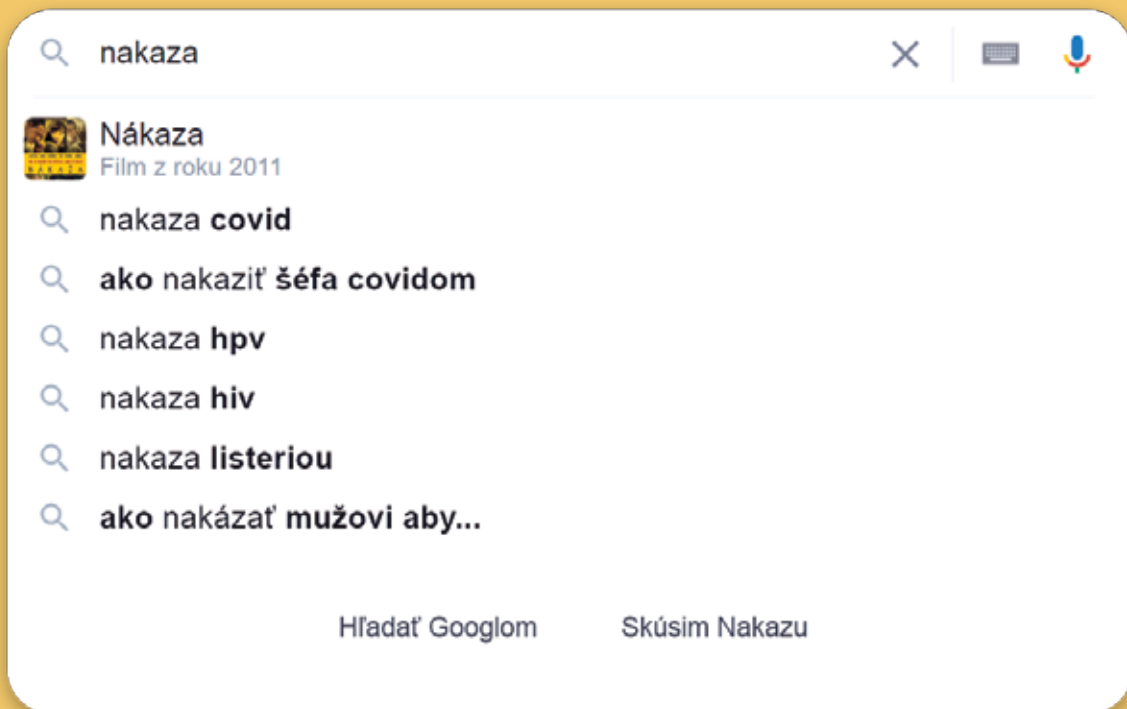 nakaza
Nákaza
Film z roku 2011
NÁKAZA
nakaza covid
ako nakaziť šéfa covidom
nakaza hpv
nakaza hiv
nakaza listeriou
ako nakázať mužovi aby...
Hľadať Googlom
Skúsim Nakazu